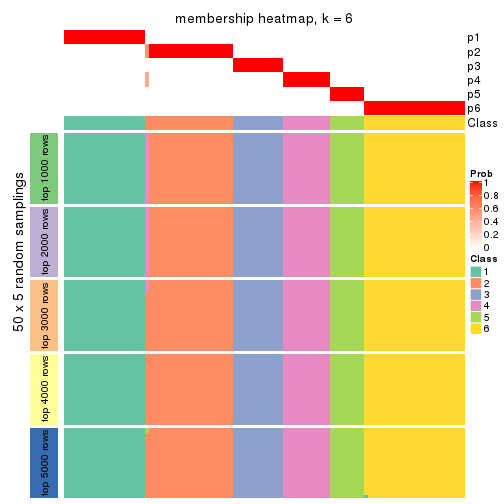 membership heatmap, k = 6
p1
p2
p3
p4
p5
p6
Class
50 x 5 random samplings
top 1000 rows
top 2000 rows
top 3000 rows
top 4000 rows
top 5000 rows
Prob
1
0.8
0.6
0.4
0.2
0
Class
1
2
3
4
5
6